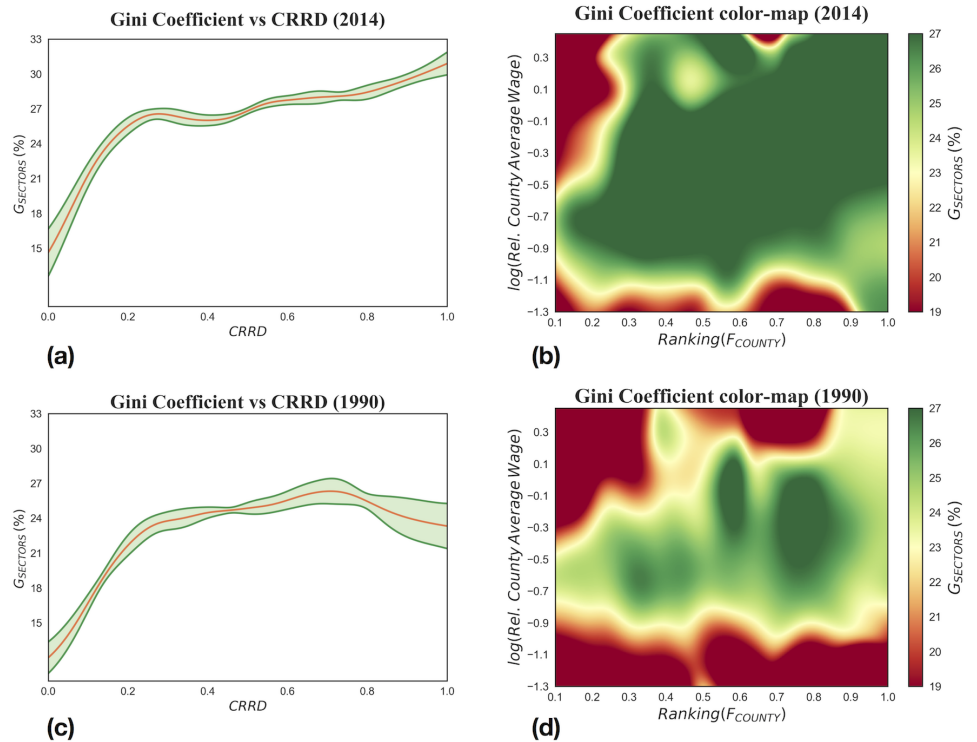 Gini Coefficient vs CRRD (2014)
33
30
27
24
21
18
15
G_SECTORS (%)
0.0 0.2 0.4 0.6 0.8 1.0
CRRD
(a)
Gini Coefficient color-map (2014)
0.3
0.1
−0.1
−0.3
−0.5
−0.7
−0.9
−1.1
−1.3
log(Rel. County Average Wage)
0.1 0.2 0.3 0.4 0.5 0.6 0.7 0.8 0.9 1.0
Ranking(F_COUNTY)
27
26
25
24
23
22
21
20
19
G_SECTORS (%)
(b)
Gini Coefficient vs CRRD (1990)
33
30
27
24
21
18
15
G_SECTORS (%)
0.0 0.2 0.4 0.6 0.8 1.0
CRRD
(c)
Gini Coefficient color-map (1990)
0.3
0.1
−0.1
−0.3
−0.5
−0.7
−0.9
−1.1
−1.3
log(Rel. County Average Wage)
0.1 0.2 0.3 0.4 0.5 0.6 0.7 0.8 0.9 1.0
Ranking(F_COUNTY)
27
26
25
24
23
22
21
20
19
G_SECTORS (%)
(d)